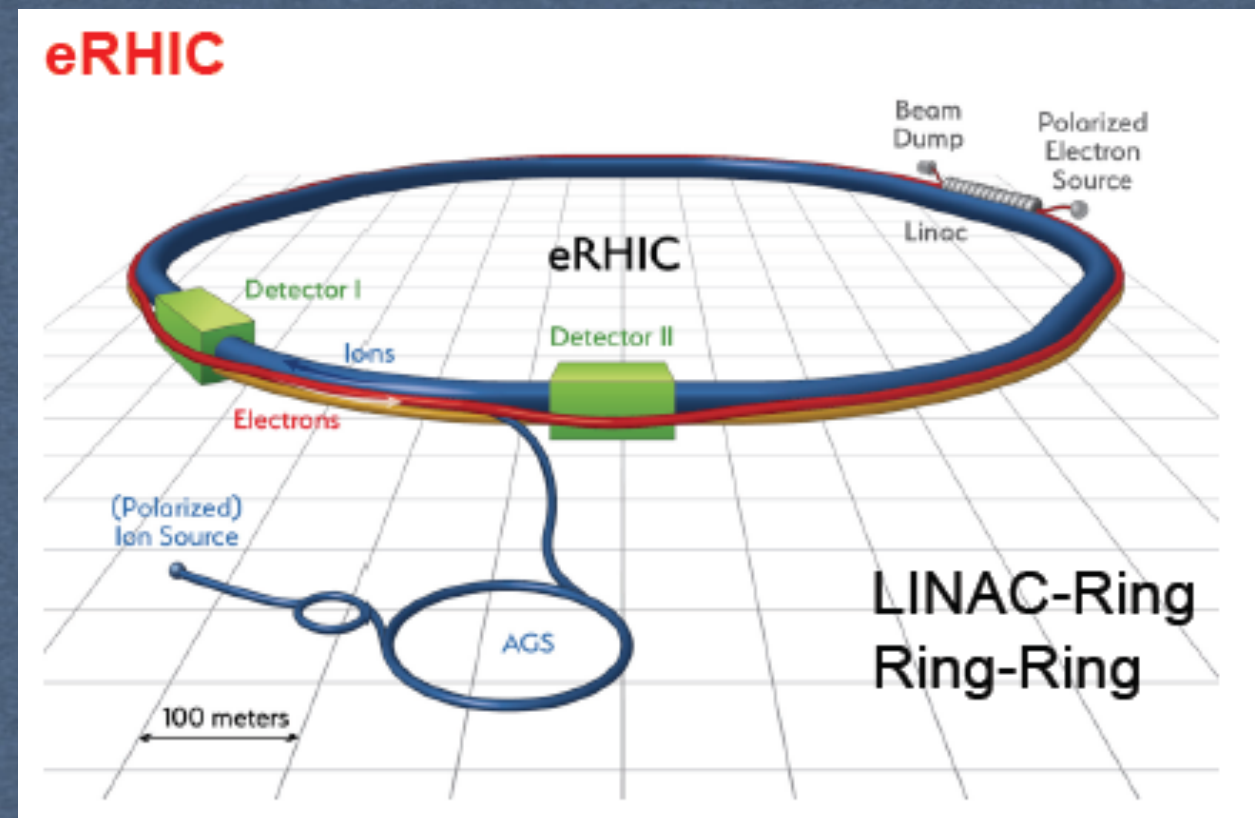 eRHIC
Beam
Dump
Polarized
Electron
Source
Linac
eRHIC
Detector I
Detector II
Ions
Electrons
(Polarized)
Ion Source
AGS
LINAC-Ring
Ring-Ring
100 meters